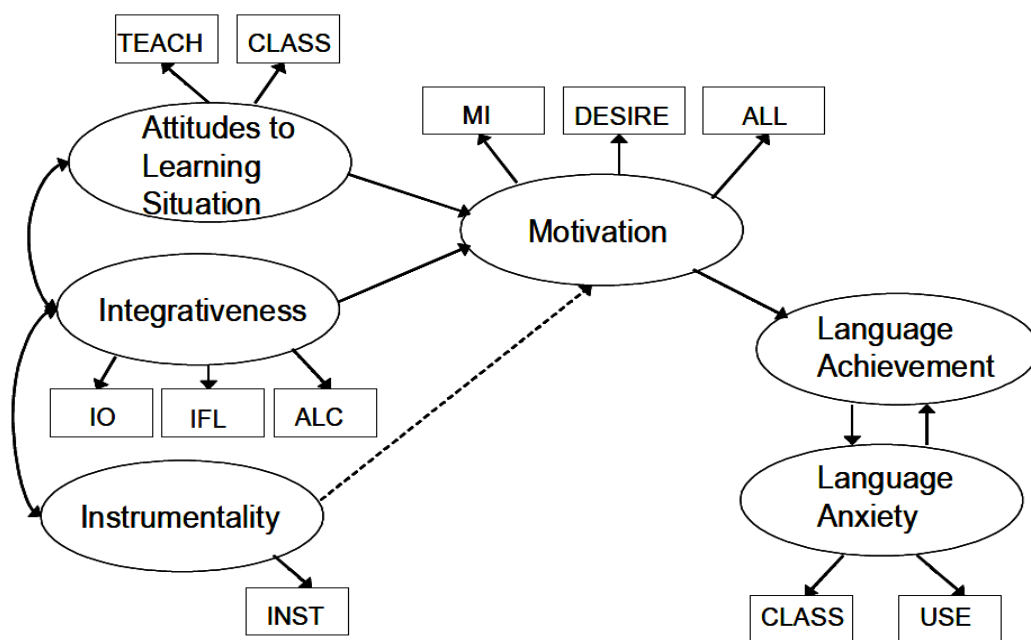 TEACH
CLASS
Attitudes to
Learning
Situation
MI
DESIRE
ALL
Motivation
Integrativeness
IO
IFL
ALC
Language
Achievement
Instrumentality
INST
Language
Anxiety
CLASS
USE